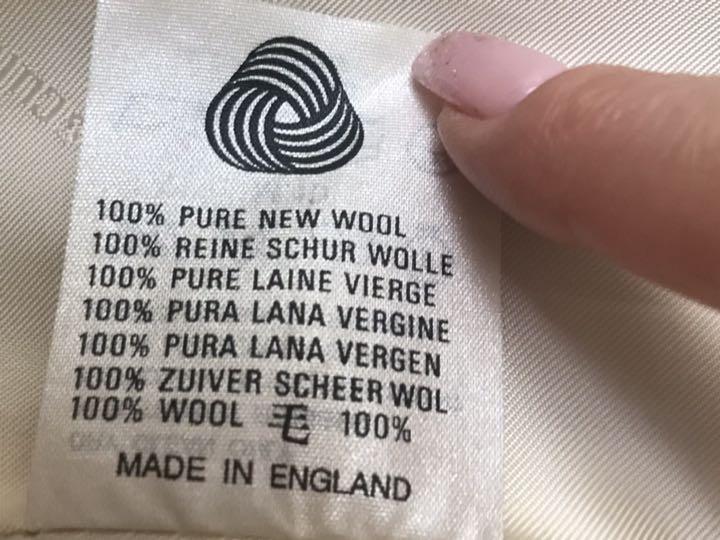 100% PURE NEW WOOL
100% REINE SCHUR WOLLE
100% PURE LAINE VIERGE
100% PURA LANA VERGINE
100% PURA LANA VERGEN
100% ZUIVER SCHEER WOL
100% WOOL 毛 100%
MADE IN ENGLAND